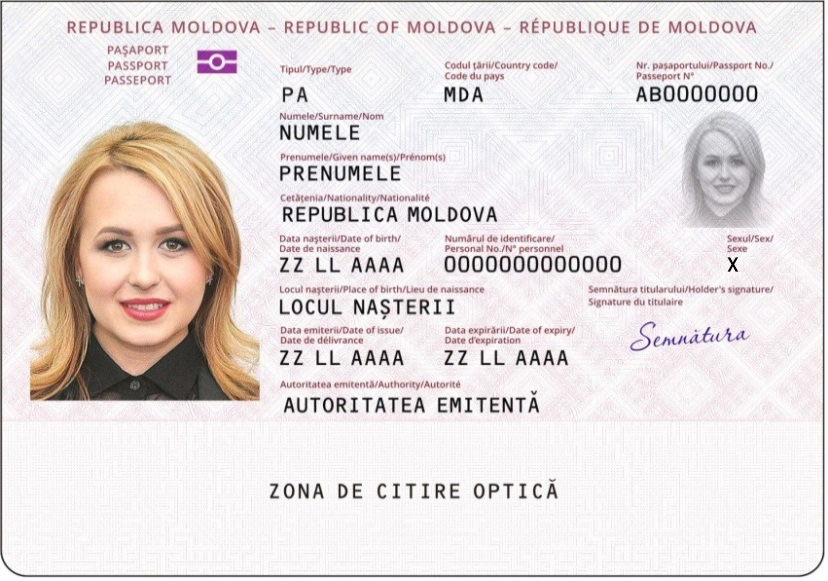 REPUBLICA MOLDOVA – REPUBLIC OF MOLDOVA – RÉPUBLIQUE DE MOLDOVA
PAȘAPORT
PASSPORT
PASSEPORT
Tipul/Type/Type
Codul țării/Country code/
Code du pays
Nr. pașaportului/Passport No./
Passeport N°
PA
MDA
AB0000000
Numele/Surname/Nom
NUMELE
Prenumele/Given name(s)/Prénom(s)
PRENUMELE
Cetățenia/Nationality/Nationalité
REPUBLICA MOLDOVA
Data nașterii/Date of birth/
Date de naissance
Numărul de identificare/
Personal No./N° personnel
Sexul/Sex/
Sexe
ZZ LL AAAA
0000000000000
X
Locul nașterii/Place of birth/Lieu de naissance
LOCUL NAȘTERII
Semnătura titularului/Holder's signature/
Signature du titulaire
Semnătura
Data emiterii/Date of issue/
Date de délivrance
Data expirării/Date of expiry/
Date d'expiration
ZZ LL AAAA
ZZ LL AAAA
Autoritatea emitentă/Authority/Autorité
AUTORITATEA EMITENTĂ
ZONA DE CITIRE OPTICĂ